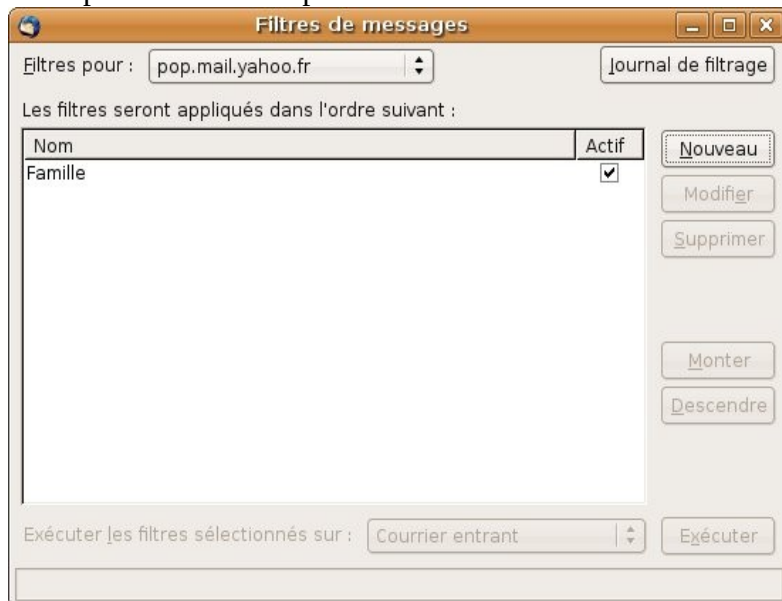 Filtres de messages
Filtres pour : pop.mail.yahoo.fr Journal de filtrage
Les filtres seront appliqués dans l'ordre suivant :
Nom Actif
Famille
Nouveau
Modifier
Supprimer
Monter
Descendre
Exécuter les filtres sélectionnés sur : Courrier entrant Exécuter